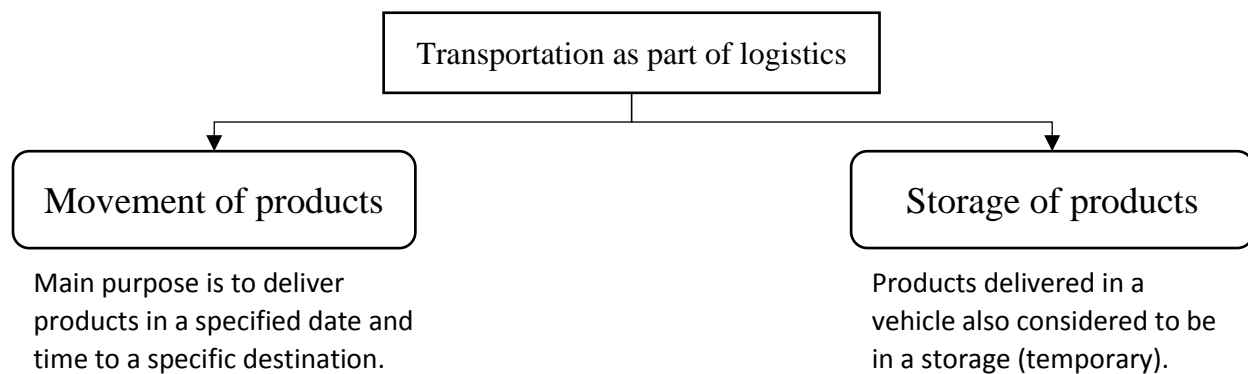 Transportation as part of logistics
Movement of products
Storage of products
Main purpose is to deliver
products in a specified date and
time to a specific destination.
Products delivered in a
vehicle also considered to be
in a storage (temporary).